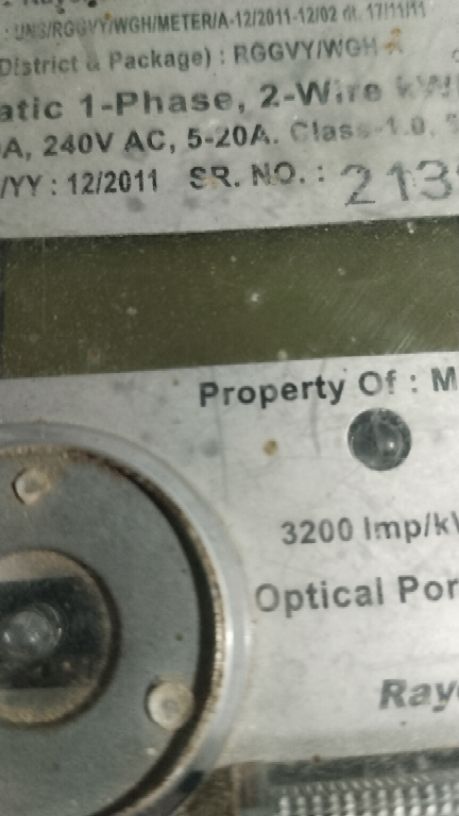 : UNS/RGGVY/WGH/METER/A-12/2011-12/02 dt. 17/11/11
District & Package) : RGGVY/WGH
atic 1-Phase, 2-Wire kW
A, 240V AC, 5-20A. Class-1.0,
/YY : 12/2011 SR. NO. : 213
Property Of : M
3200 Imp/k
Optical Por
Ray